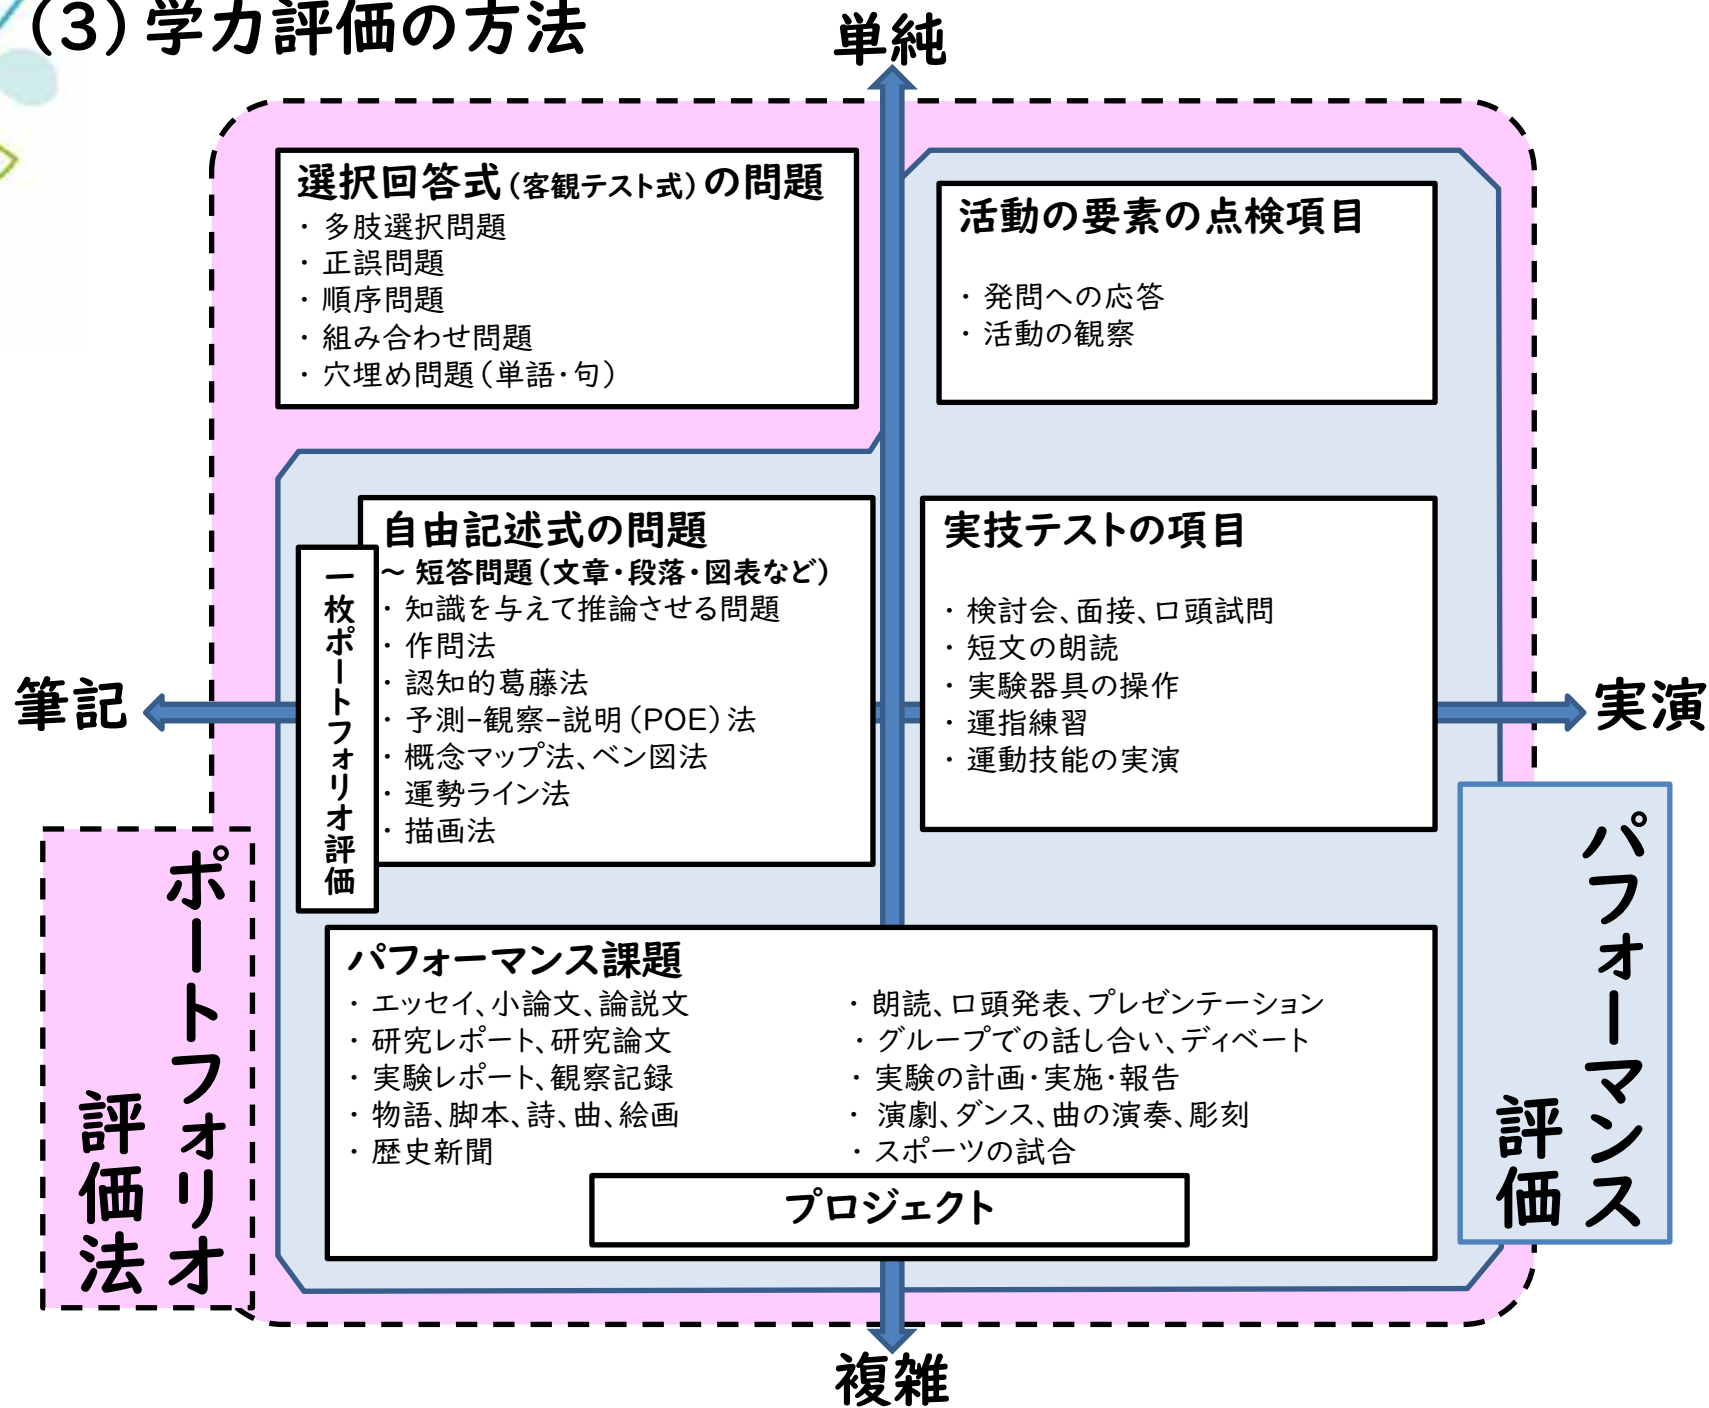 (3)学力評価の方法
単純
選択回答式(客観テスト式)の問題
・多肢選択問題
・正誤問題
・順序問題
・組み合わせ問題
・穴埋め問題(単語・句)
活動の要素の点検項目
・発問への応答
・活動の観察
自由記述式の問題
～短答問題(文章・段落・図表など)
・知識を与えて推論させる問題
・作問法
・認知的葛藤法
・予測-観察-説明(POE)法
・概念マップ法、ベン図法
・運勢ライン法
・描画法
一枚ポートフォリオ評価
実技テストの項目
・検討会、面接、口頭試問
・短文の朗読
・実験器具の操作
・運指練習
・運動技能の実演
筆記
実演
パフォーマンス課題
・エッセイ、小論文、論説文
・研究レポート、研究論文
・実験レポート、観察記録
・物語、脚本、詩、曲、絵画
・歴史新聞
・朗読、口頭発表、プレゼンテーション
・グループでの話し合い、ディベート
・実験の計画・実施・報告
・演劇、ダンス、曲の演奏、彫刻
・スポーツの試合
プロジェクト
ポートフォリオ
評価法
パフォーマンス
評価
複雑